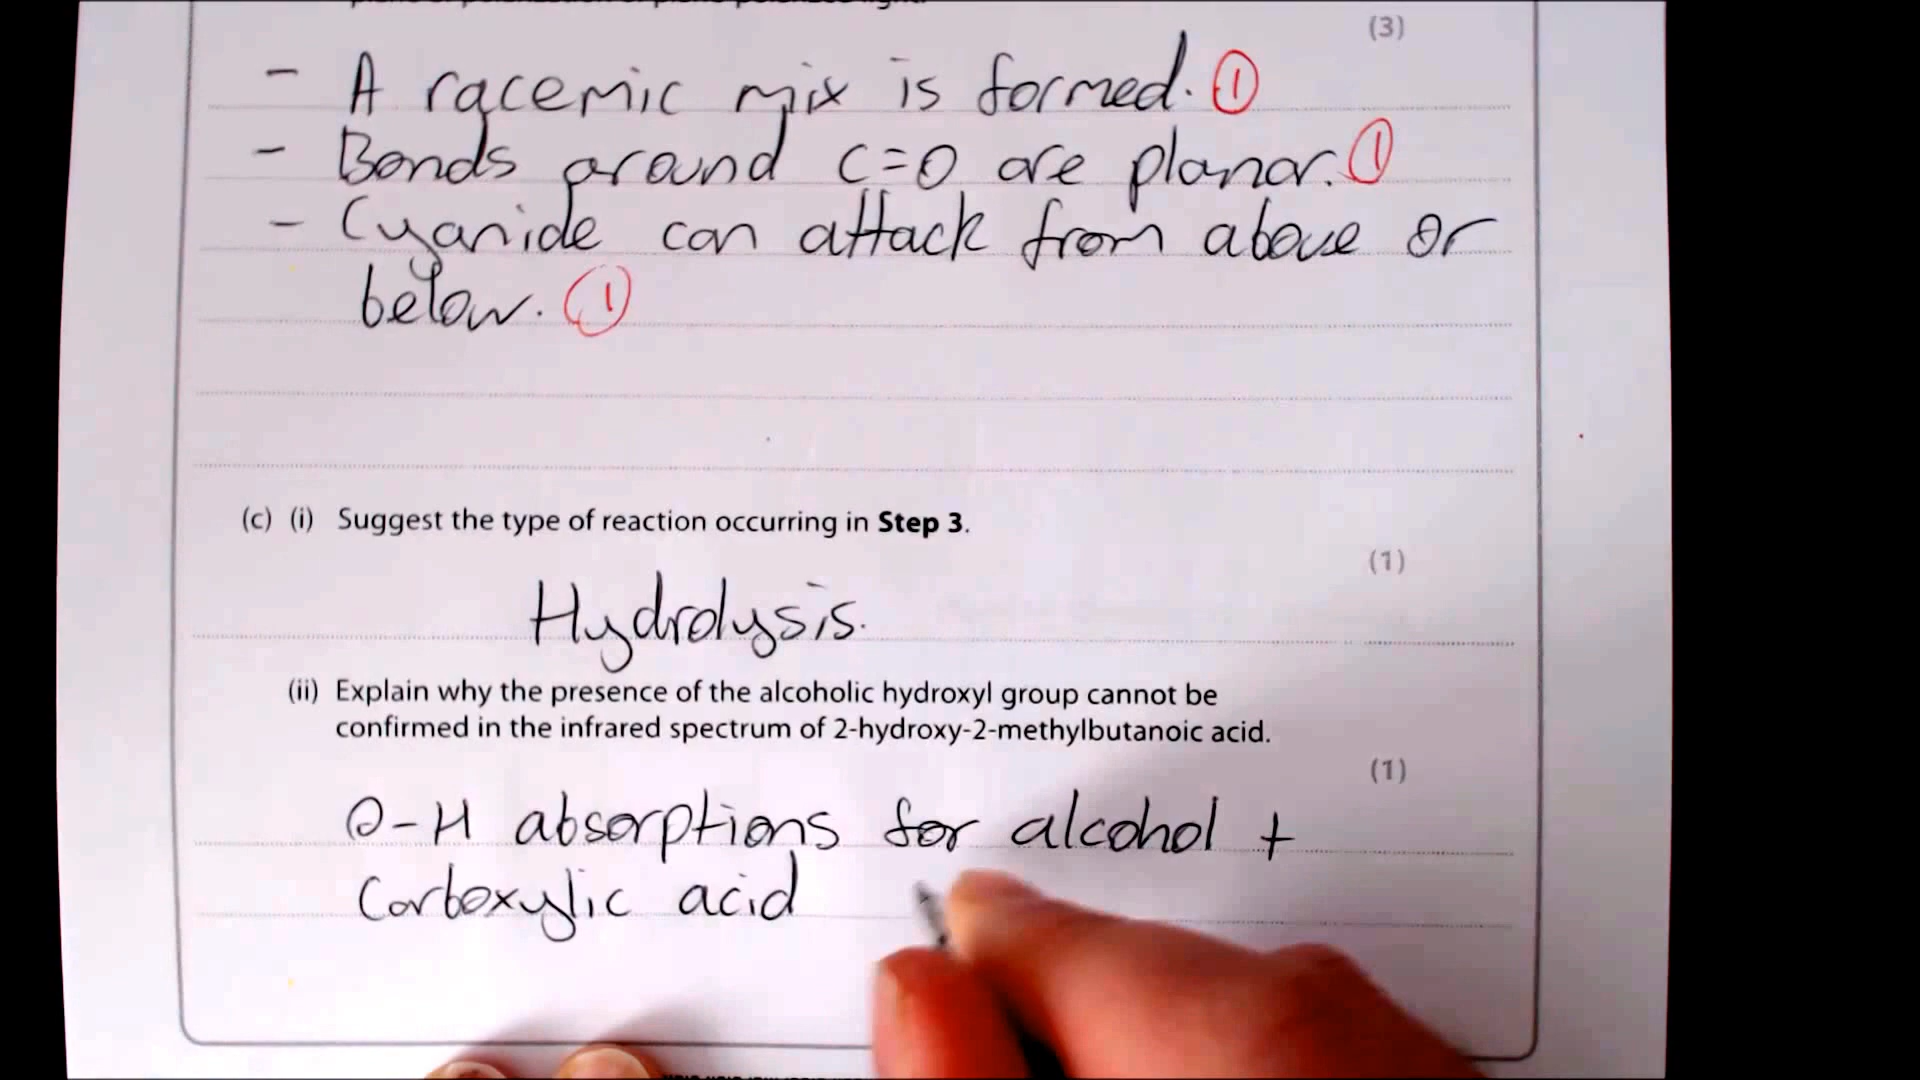 (3)
- A racemic mix is formed. 1
- Bonds around C=O are planar. 1
- Cyanide can attack from above or
below. 1
(c) (i) Suggest the type of reaction occurring in Step 3.
(1)
Hydrolysis.
(ii) Explain why the presence of the alcoholic hydroxyl group cannot be
confirmed in the infrared spectrum of 2-hydroxy-2-methylbutanoic acid.
(1)
O-H absorptions for alcohol +
Carboxylic acid